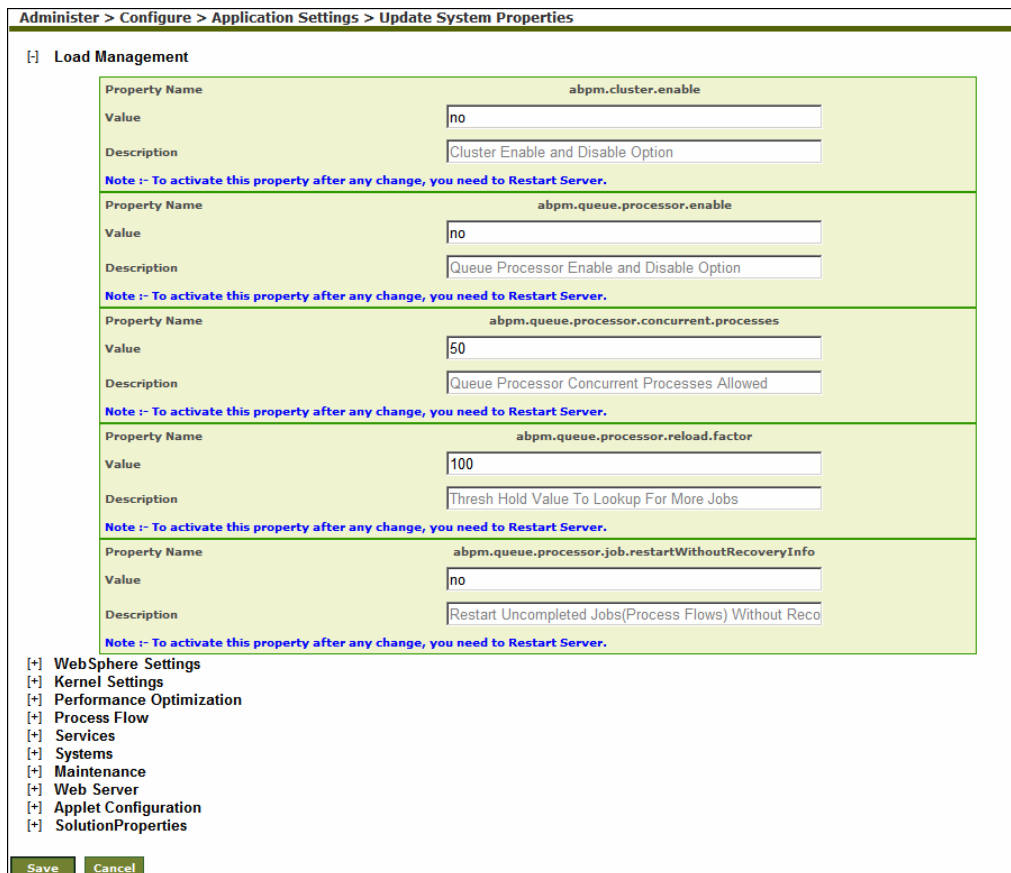 Administer > Configure > Application Settings > Update System Properties
[-] Load Management
Property Name abpm.cluster.enable
Value no
Description Cluster Enable and Disable Option
Note :- To activate this property after any change, you need to Restart Server.
Property Name abpm.queue.processor.enable
Value no
Description Queue Processor Enable and Disable Option
Note :- To activate this property after any change, you need to Restart Server.
Property Name abpm.queue.processor.concurrent.processes
Value 50
Description Queue Processor Concurrent Processes Allowed
Note :- To activate this property after any change, you need to Restart Server.
Property Name abpm.queue.processor.reload.factor
Value 100
Description Thresh Hold Value To Lookup For More Jobs
Note :- To activate this property after any change, you need to Restart Server.
Property Name abpm.queue.processor.job.restartWithoutRecoveryInfo
Value no
Description Restart Uncompleted Jobs(Process Flows) Without Reco
Note :- To activate this property after any change, you need to Restart Server.
[+] WebSphere Settings
[+] Kernel Settings
[+] Performance Optimization
[+] Process Flow
[+] Services
[+] Systems
[+] Maintenance
[+] Web Server
[+] Applet Configuration
[+] SolutionProperties
Save Cancel